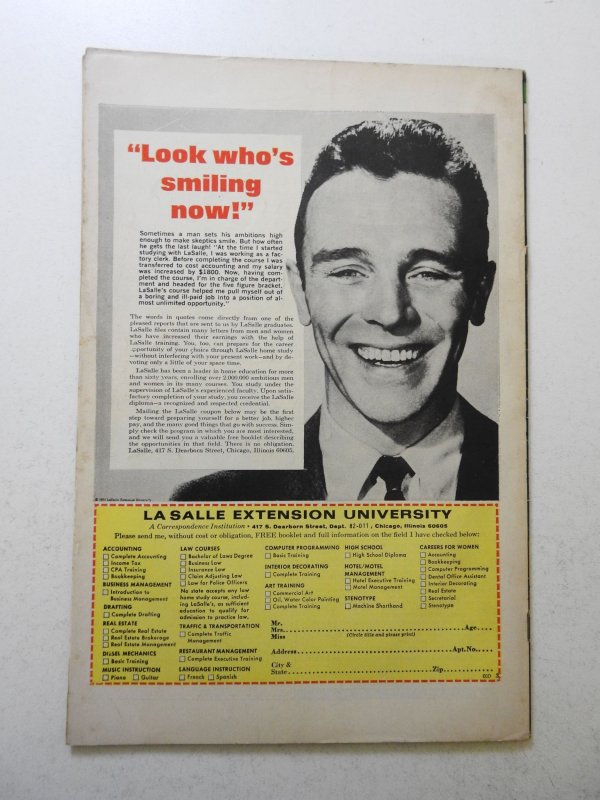 "Look who's
smiling
now!"
Sometimes a man sets his ambitions high
enough to make skeptics smile. But how often
he gets the last laugh! "At the time I started
studying with LaSalle, I was working as a fac-
tory clerk. Before completing the course I was
transferred to cost accounting and my salary
was increased by $1800. Now, having com-
pleted the course, I'm in charge of the depart-
ment and headed for the five figure bracket.
LaSalle's course helped me pull myself out of
a boring and ill-paid job into a position of al-
most unlimited opportunity."
The words in quotes come directly from one of the
pleased reports that are sent to us by LaSalle graduates.
LaSalle files contain many letters from men and women
who have increased their earnings with the help of
LaSalle training. You, too, can prepare for the career
opportunity of your choice through LaSalle home study
—without interfering with your present work—and by de-
voting only a little of your spare time.
LaSalle has been a leader in home education for more
than sixty years, enrolling over 2,000,000 ambitious men
and women in its many courses. You study under the
supervision of LaSalle's experienced faculty. Upon satis-
factory completion of your study, you receive the LaSalle
diploma—a recognized and respected credential.
Mailing the LaSalle coupon below may be the first
step toward preparing yourself for a better job, higher
pay, and the many good things that go with success. Sim-
ply check the program in which you are most interested,
and we will send you a valuable free booklet describing
the opportunities in that field. There is no obligation.
LaSalle, 417 S. Dearborn Street, Chicago, Illinois 60605.
LaSalle Extension University
LA SALLE EXTENSION UNIVERSITY
A Correspondence Institution • 417 S. Dearborn Street, Dept. 82-011, Chicago, Illinois 60605
Please send me, without cost or obligation, FREE booklet and full information on the field I have checked below:
ACCOUNTING
Complete Accounting
Income Tax
CPA Training
Bookkeeping
BUSINESS MANAGEMENT
Introduction to
Business Management
DRAFTING
Complete Drafting
REAL ESTATE
Complete Real Estate
Real Estate Brokerage
Real Estate Management
DIESEL MECHANICS
Basic Training
MUSIC INSTRUCTION
Piano Guitar
LAW COURSES
Bachelor of Laws Degree
Business Law
Insurance Law
Claim Adjusting Law
Law for Police Officers
No state accepts any law
home study course, includ-
ing LaSalle's, as sufficient
education to qualify for
admission to practice law.
TRAFFIC & TRANSPORTATION
Complete Traffic
Management
RESTAURANT MANAGEMENT
Complete Executive Training
LANGUAGE INSTRUCTION
French Spanish
COMPUTER PROGRAMMING
Basic Training
INTERIOR DECORATING
Complete Training
ART TRAINING
Commercial Art
Oil, Water Color Painting
Complete Training
HIGH SCHOOL
High School Diploma
HOTEL/MOTEL
MANAGEMENT
Hotel Executive Training
Motel Management
STENOTYPE
Machine Shorthand
CAREERS FOR WOMEN
Accounting
Bookkeeping
Computer Programming
Dental Office Assistant
Interior Decorating
Real Estate
Secretarial
Stenotype
Mr.
Mrs. Age
Miss (Circle title and please print)
Address Apt. No.
City &
State Zip